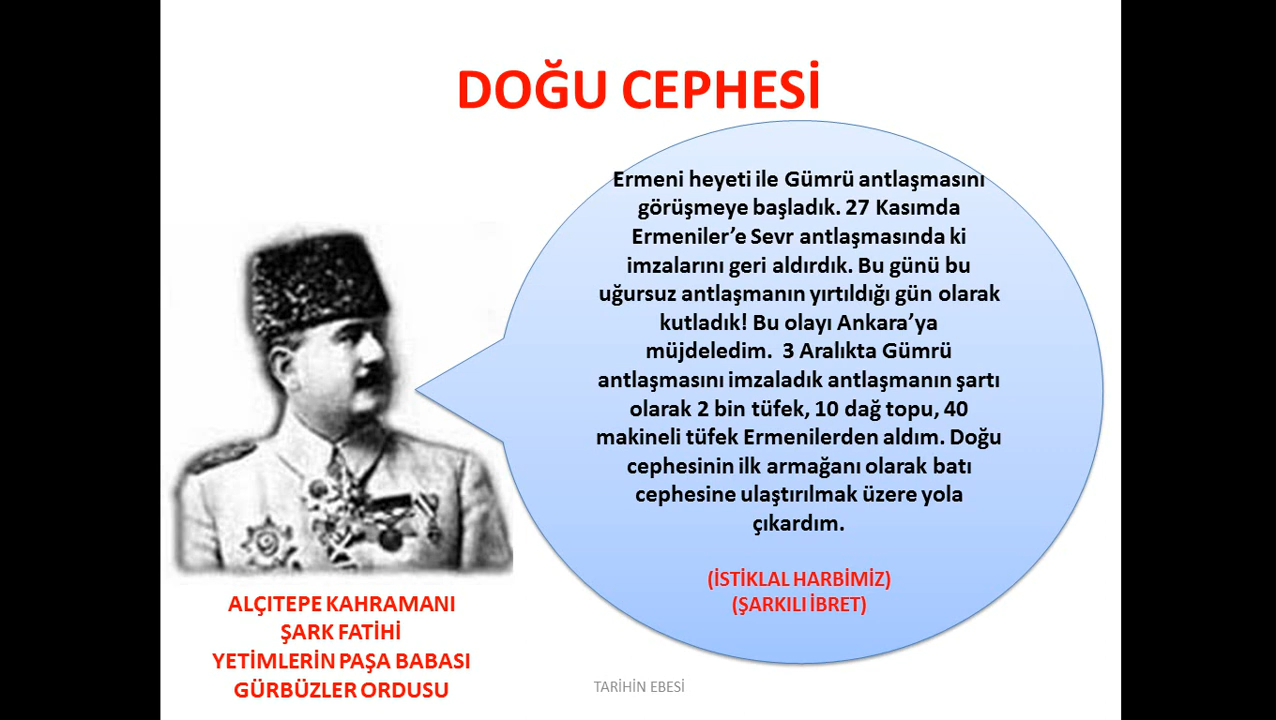 DOĞU CEPHESİ
Ermeni heyeti ile Gümrü antlaşmasını
görüşmeye başladık. 27 Kasımda
Ermeniler’e Sevr antlaşmasında ki
imzalarını geri aldırdık. Bu günü bu
uğursuz antlaşmanın yırtıldığı gün olarak
kutladık! Bu olayı Ankara’ya
müjdeledim. 3 Aralıkta Gümrü
antlaşmasını imzaladık antlaşmanın şartı
olarak 2 bin tüfek, 10 dağ topu, 40
makineli tüfek Ermenilerden aldım. Doğu
cephesinin ilk armağanı olarak batı
cephesine ulaştırılmak üzere yola
çıkardım.
(İSTİKLAL HARBİMİZ)
(ŞARKILI İBRET)
ALÇITEPE KAHRAMANI
ŞARK FATİHİ
YETİMLERİN PAŞA BABASI
GÜRBÜZLER ORDUSU
TARİHİN EBESİ